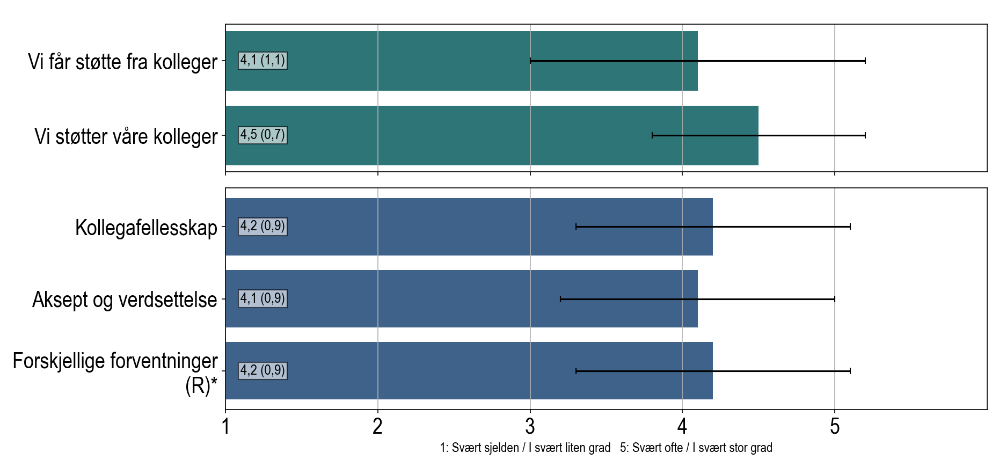 Vi får støtte fra kolleger
4,1 (1,1)
Vi støtter våre kolleger
4,5 (0,7)
Kollegafellesskap
4,2 (0,9)
Aksept og verdsettelse
4,1 (0,9)
Forskjellige forventninger
(R)*
4,2 (0,9)
1 2 3 4 5
1: Svært sjelden / I svært liten grad 5: Svært ofte / I svært stor grad